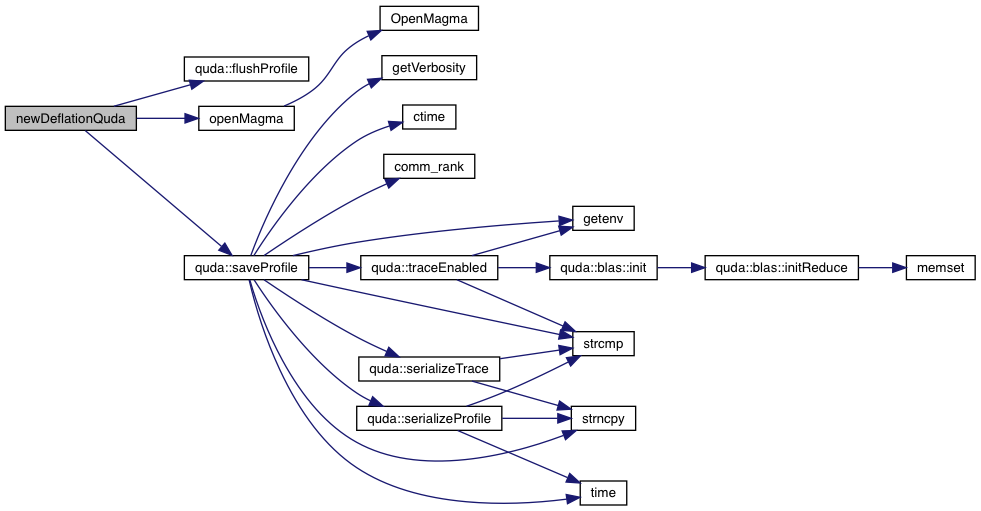 OpenMagma
quda::flushProfile
getVerbosity
newDeflationQuda
openMagma
ctime
comm_rank
getenv
quda::saveProfile
quda::traceEnabled
quda::blas::init
quda::blas::initReduce
memset
strcmp
quda::serializeTrace
quda::serializeProfile
strncpy
time